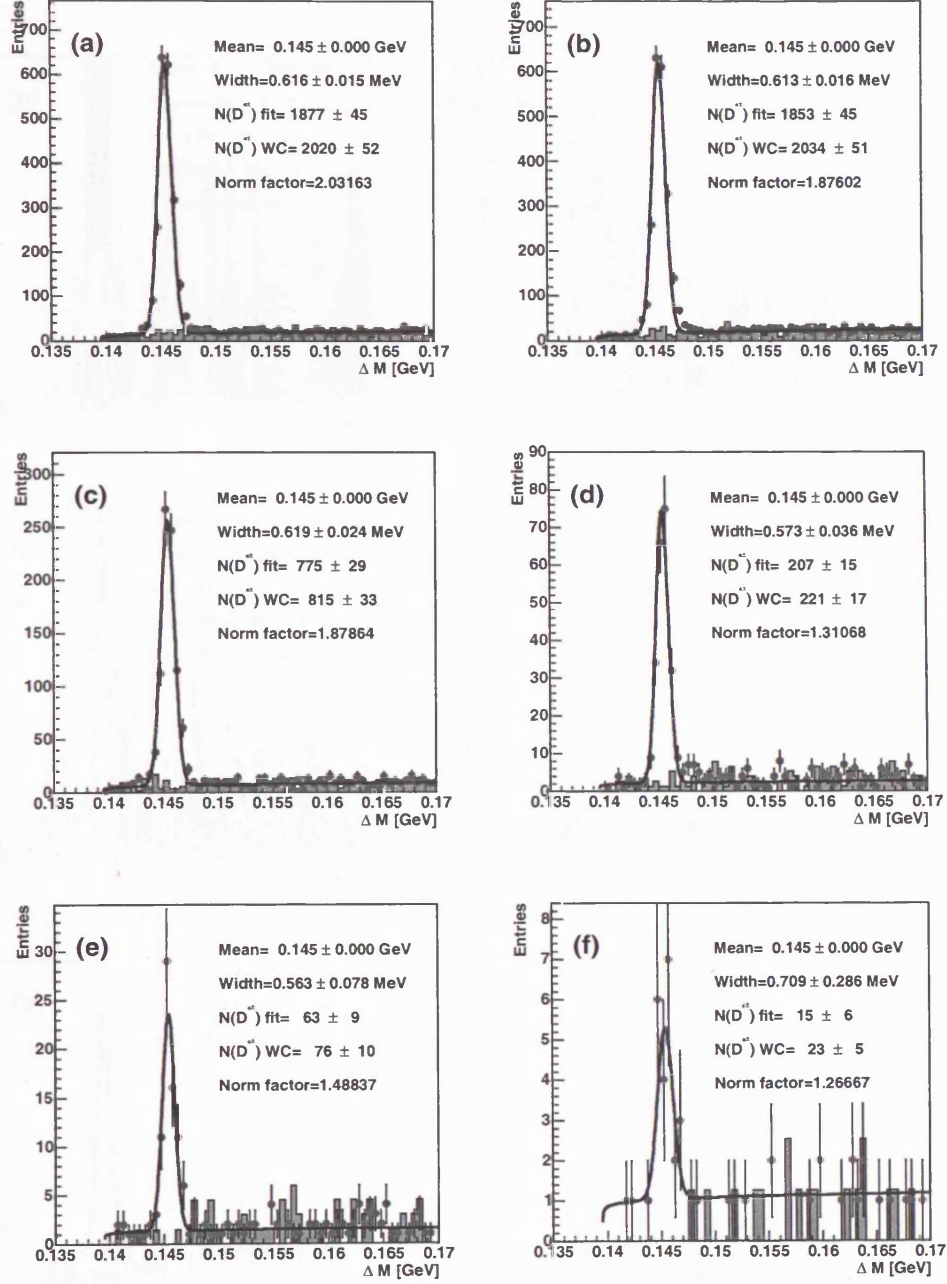 Entries
(a)
Mean= 0.145 ± 0.000 GeV
Width=0.616 ± 0.015 MeV
N(D*±) fit= 1877 ± 45
N(D*±) WC= 2020 ± 52
Norm factor=2.03163
700
600
500
400
300
200
100
0
0.135 0.14 0.145 0.15 0.155 0.16 0.165 0.17
Δ M [GeV]
Entries
(b)
Mean= 0.145 ± 0.000 GeV
Width=0.613 ± 0.016 MeV
N(D*±) fit= 1853 ± 45
N(D*±) WC= 2034 ± 51
Norm factor=1.87602
700
600
500
400
300
200
100
0
0.135 0.14 0.145 0.15 0.155 0.16 0.165 0.17
Δ M [GeV]
Entries
(c)
Mean= 0.145 ± 0.000 GeV
Width=0.619 ± 0.024 MeV
N(D*±) fit= 775 ± 29
N(D*±) WC= 815 ± 33
Norm factor=1.87864
300
250
200
150
100
50
0
0.135 0.14 0.145 0.15 0.155 0.16 0.165 0.17
Δ M [GeV]
Entries
(d)
Mean= 0.145 ± 0.000 GeV
Width=0.573 ± 0.036 MeV
N(D*±) fit= 207 ± 15
N(D*±) WC= 221 ± 17
Norm factor=1.31068
90
80
70
60
50
40
30
20
10
0
0.135 0.14 0.145 0.15 0.155 0.16 0.165 0.17
Δ M [GeV]
Entries
(e)
Mean= 0.145 ± 0.000 GeV
Width=0.563 ± 0.078 MeV
N(D*±) fit= 63 ± 9
N(D*±) WC= 76 ± 10
Norm factor=1.48837
30
25
20
15
10
5
0
0.135 0.14 0.145 0.15 0.155 0.16 0.165 0.17
Δ M [GeV]
Entries
(f)
Mean= 0.145 ± 0.000 GeV
Width=0.709 ± 0.286 MeV
N(D*±) fit= 15 ± 6
N(D*±) WC= 23 ± 5
Norm factor=1.26667
8
7
6
5
4
3
2
1
0
0.135 0.14 0.145 0.15 0.155 0.16 0.165 0.17
Δ M [GeV]